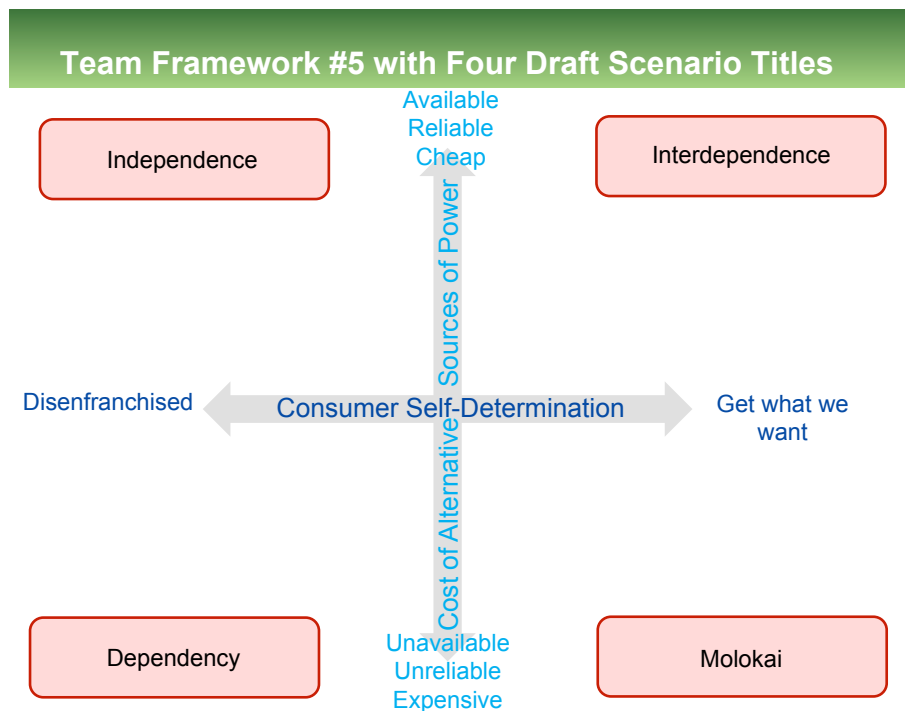 Team Framework #5 with Four Draft Scenario Titles
Available
Reliable
Cheap
Independence
Interdependence
Cost of Alternative Sources of Power
Disenfranchised
Consumer Self-Determination
Get what we
want
Dependency
Unavailable
Unreliable
Expensive
Molokai